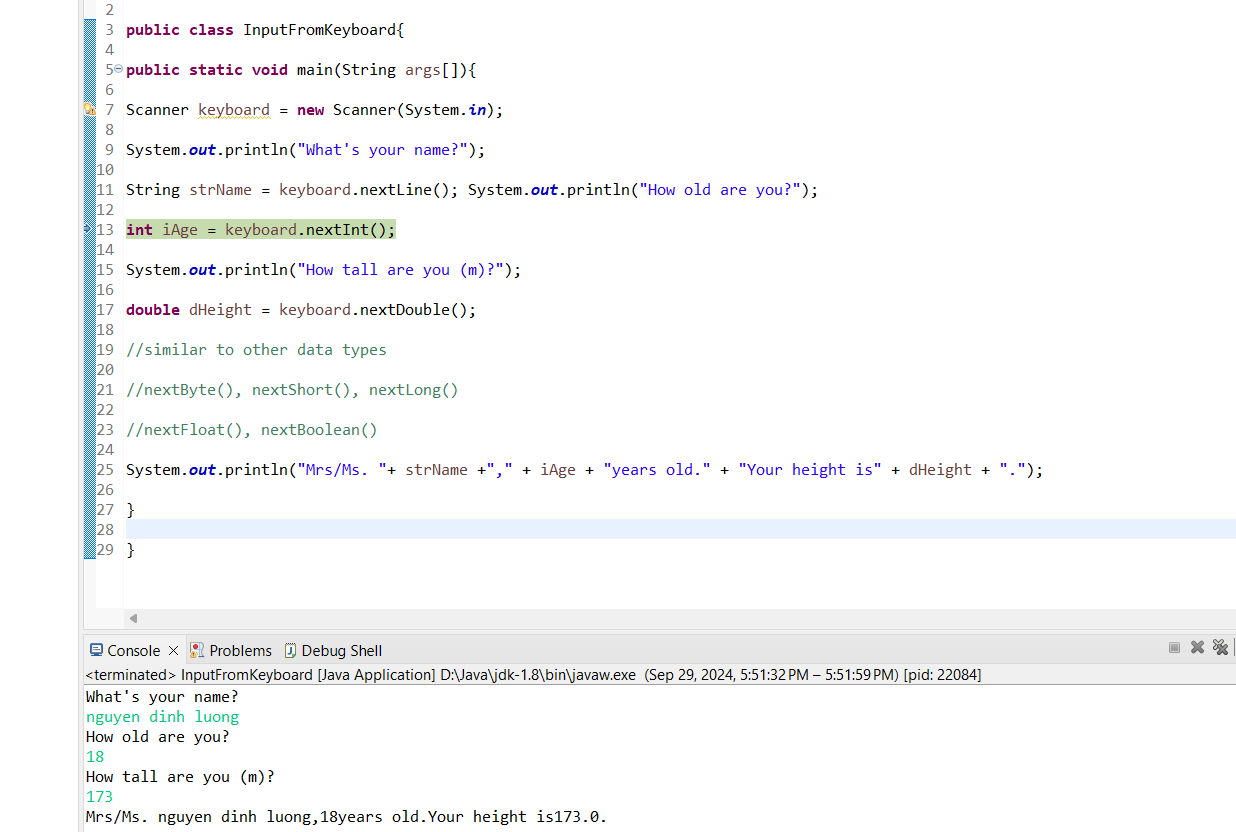 2
3 public class InputFromKeyboard{
4
5 public static void main(String args[]){
6
7 Scanner keyboard = new Scanner(System.in);
8
9 System.out.println("What's your name?");
10
11 String strName = keyboard.nextLine(); System.out.println("How old are you?");
12
13 int iAge = keyboard.nextInt();
14
15 System.out.println("How tall are you (m)?");
16
17 double dHeight = keyboard.nextDouble();
18
19 //similar to other data types
20
21 //nextByte(), nextShort(), nextLong()
22
23 //nextFloat(), nextBoolean()
24
25 System.out.println("Mrs/Ms. "+ strName +"," + iAge + "years old." + "Your height is" + dHeight + ".");
26
27 }
28
29 }
Console Problems Debug Shell
<terminated> InputFromKeyboard [Java Application] D:\Java\jdk-1.8\bin\javaw.exe (Sep 29, 2024, 5:51:32 PM – 5:51:59 PM) [pid: 22084]
What's your name?
nguyen dinh luong
How old are you?
18
How tall are you (m)?
173
Mrs/Ms. nguyen dinh luong,18years old.Your height is173.0.